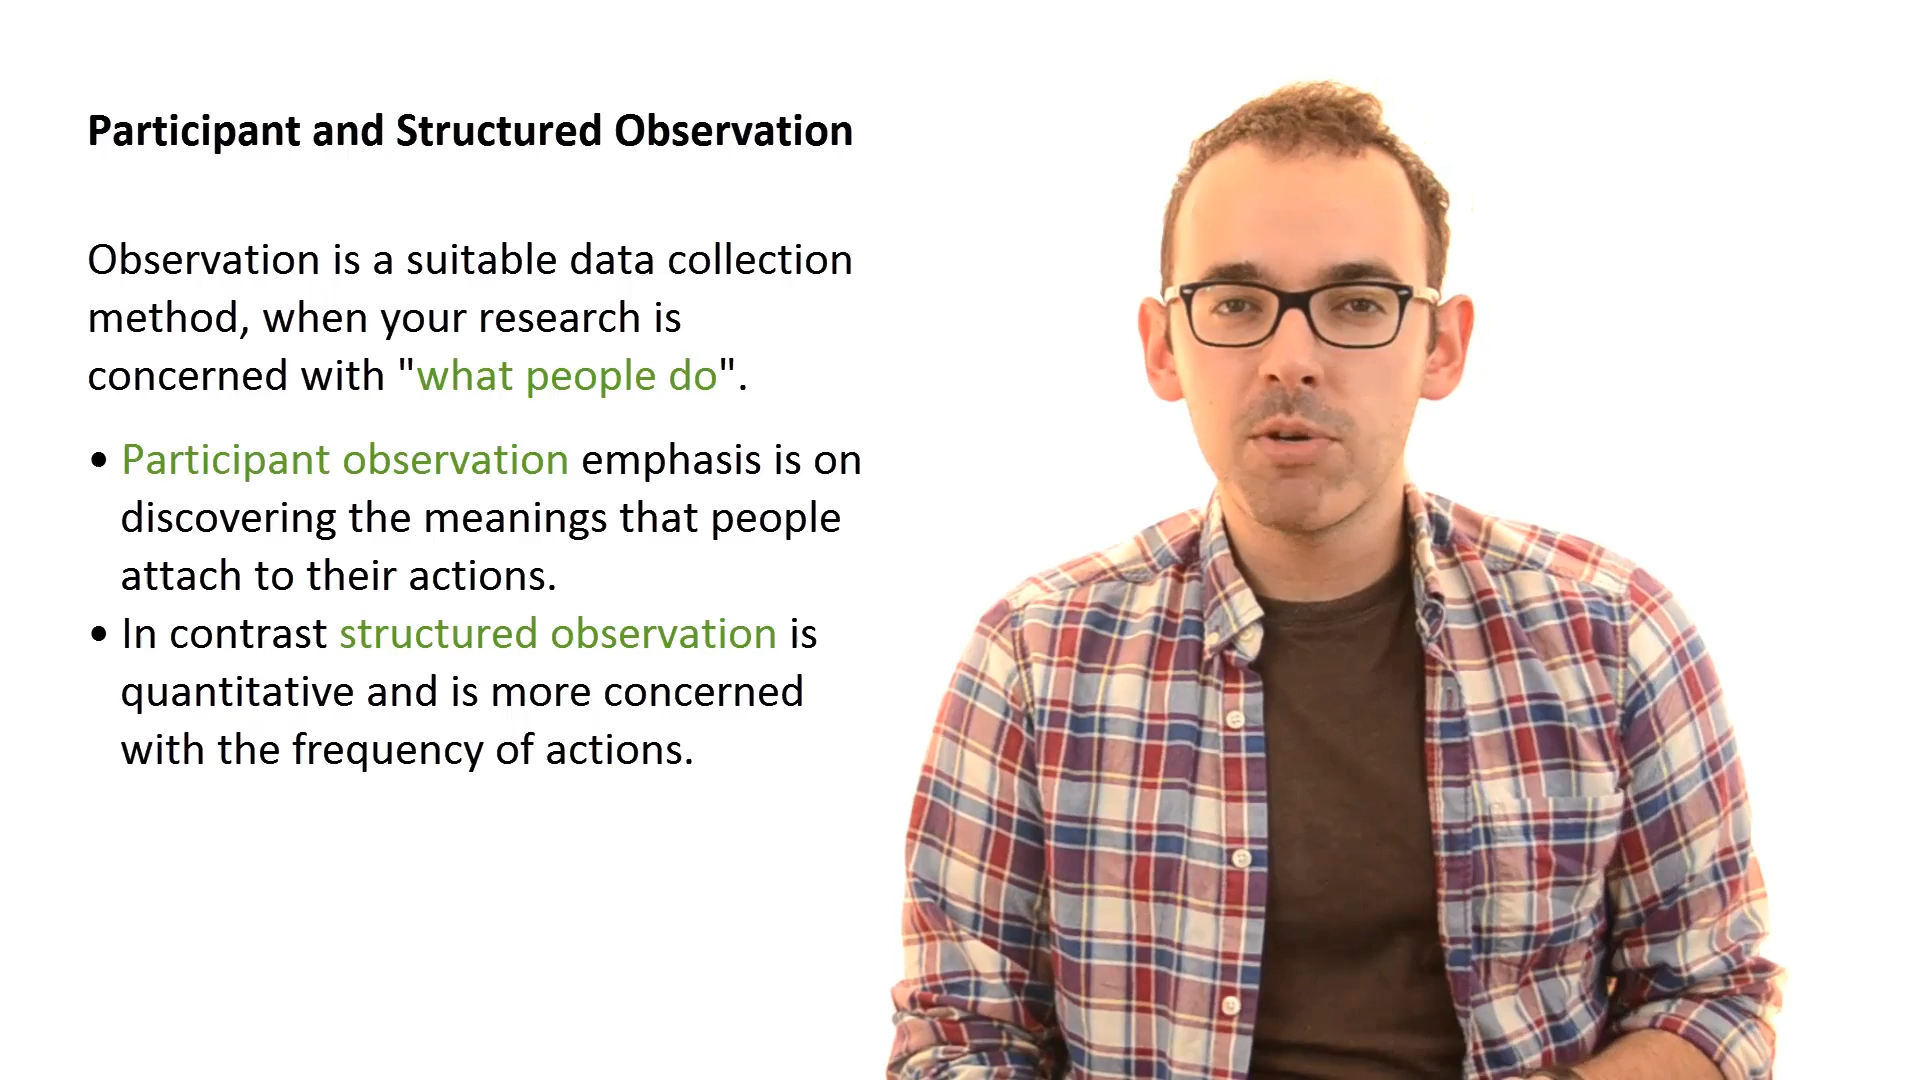 Participant and Structured Observation
Observation is a suitable data collection
method, when your research is
concerned with "what people do".
• Participant observation emphasis is on
discovering the meanings that people
attach to their actions.
• In contrast structured observation is
quantitative and is more concerned
with the frequency of actions.